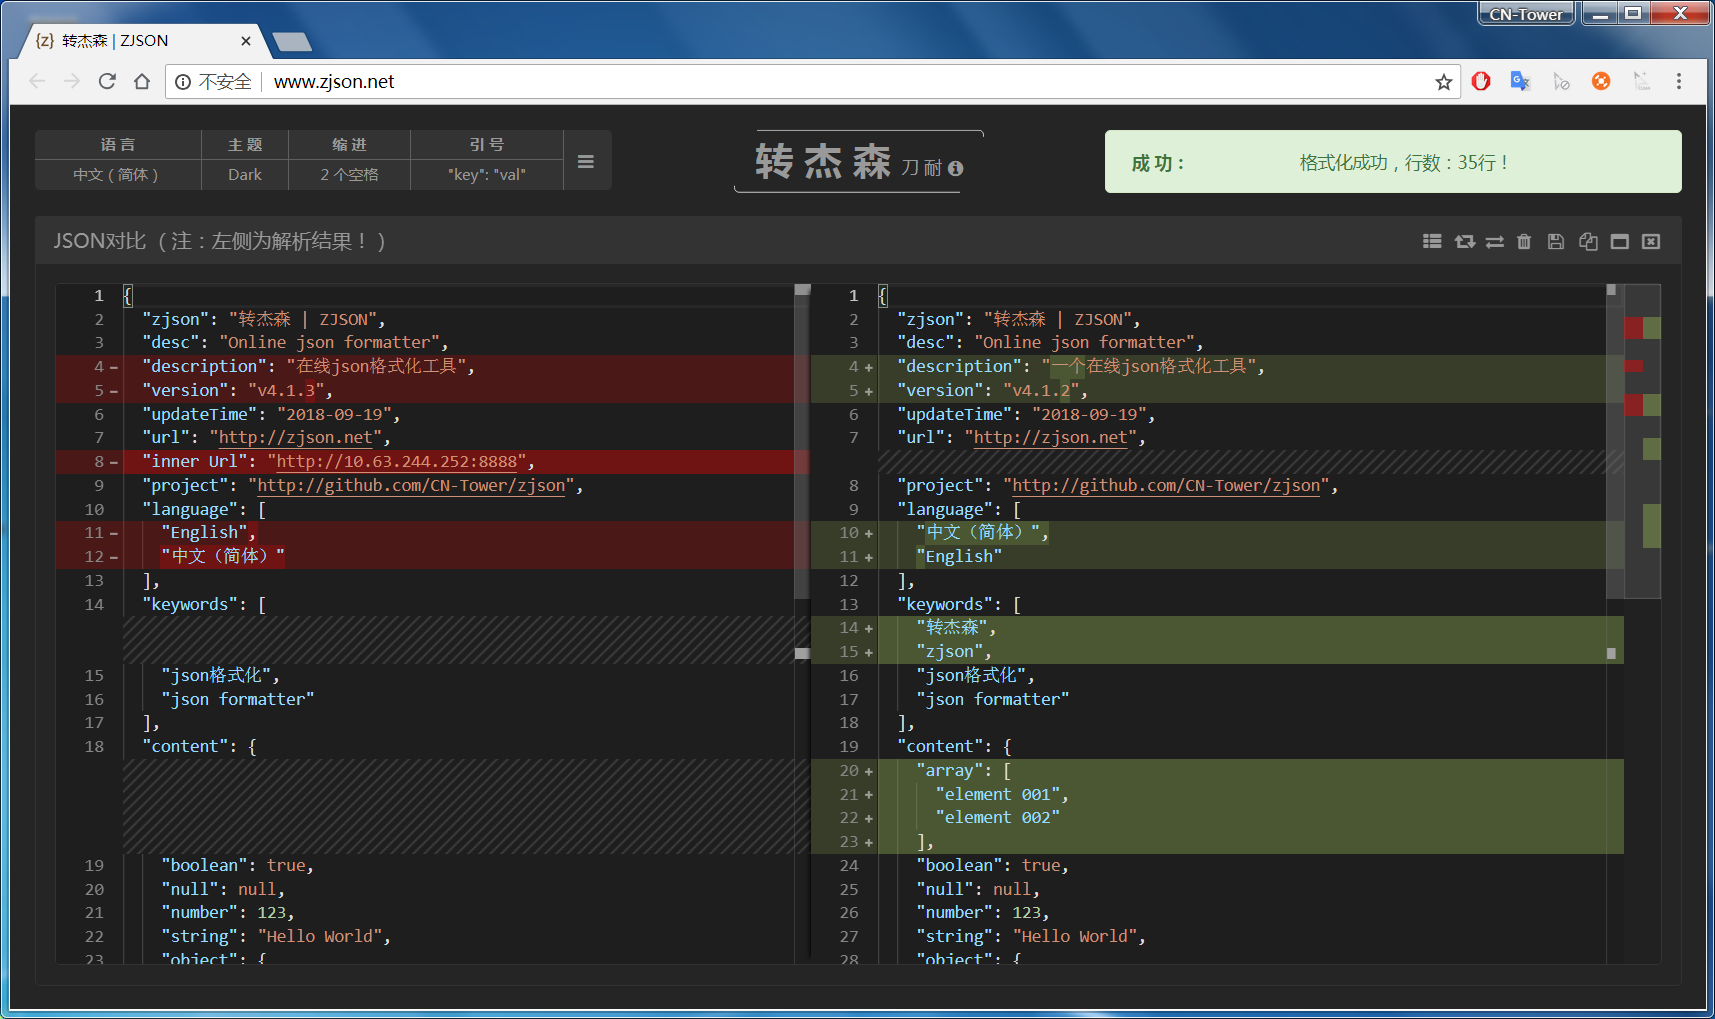 CN-Tower
{z} 转杰森 | ZJSON
不安全 www.zjson.net
语 言 主 题 缩 进 引 号
中文（简体） Dark 2 个空格 "key": "val"
转 杰 森 刀 耐
成 功： 格式化成功，行数：35行！
JSON对比 （注：左侧为解析结果！）
1 {
2 "zjson": "转杰森 | ZJSON",
3 "desc": "Online json formatter",
4 - "description": "在线json格式化工具",
5 - "version": "v4.1.3",
6 "updateTime": "2018-09-19",
7 "url": "http://zjson.net",
8 - "inner Url": "http://10.63.244.252:8888",
9 "project": "http://github.com/CN-Tower/zjson",
10 "language": [
11 - "English",
12 - "中文（简体）"
13 ],
14 "keywords": [
15 "json格式化",
16 "json formatter"
17 ],
18 "content": {
19 "boolean": true,
20 "null": null,
21 "number": 123,
22 "string": "Hello World",
23 "object": {
1 {
2 "zjson": "转杰森 | ZJSON",
3 "desc": "Online json formatter",
4 + "description": "一个在线json格式化工具",
5 + "version": "v4.1.2",
6 "updateTime": "2018-09-19",
7 "url": "http://zjson.net",
8 "project": "http://github.com/CN-Tower/zjson",
9 "language": [
10 + "中文（简体）",
11 + "English"
12 ],
13 "keywords": [
14 + "转杰森",
15 + "zjson",
16 "json格式化",
17 "json formatter"
18 ],
19 "content": {
20 + "array": [
21 + "element 001",
22 + "element 002"
23 + ],
24 "boolean": true,
25 "null": null,
26 "number": 123,
27 "string": "Hello World",
28 "object": {